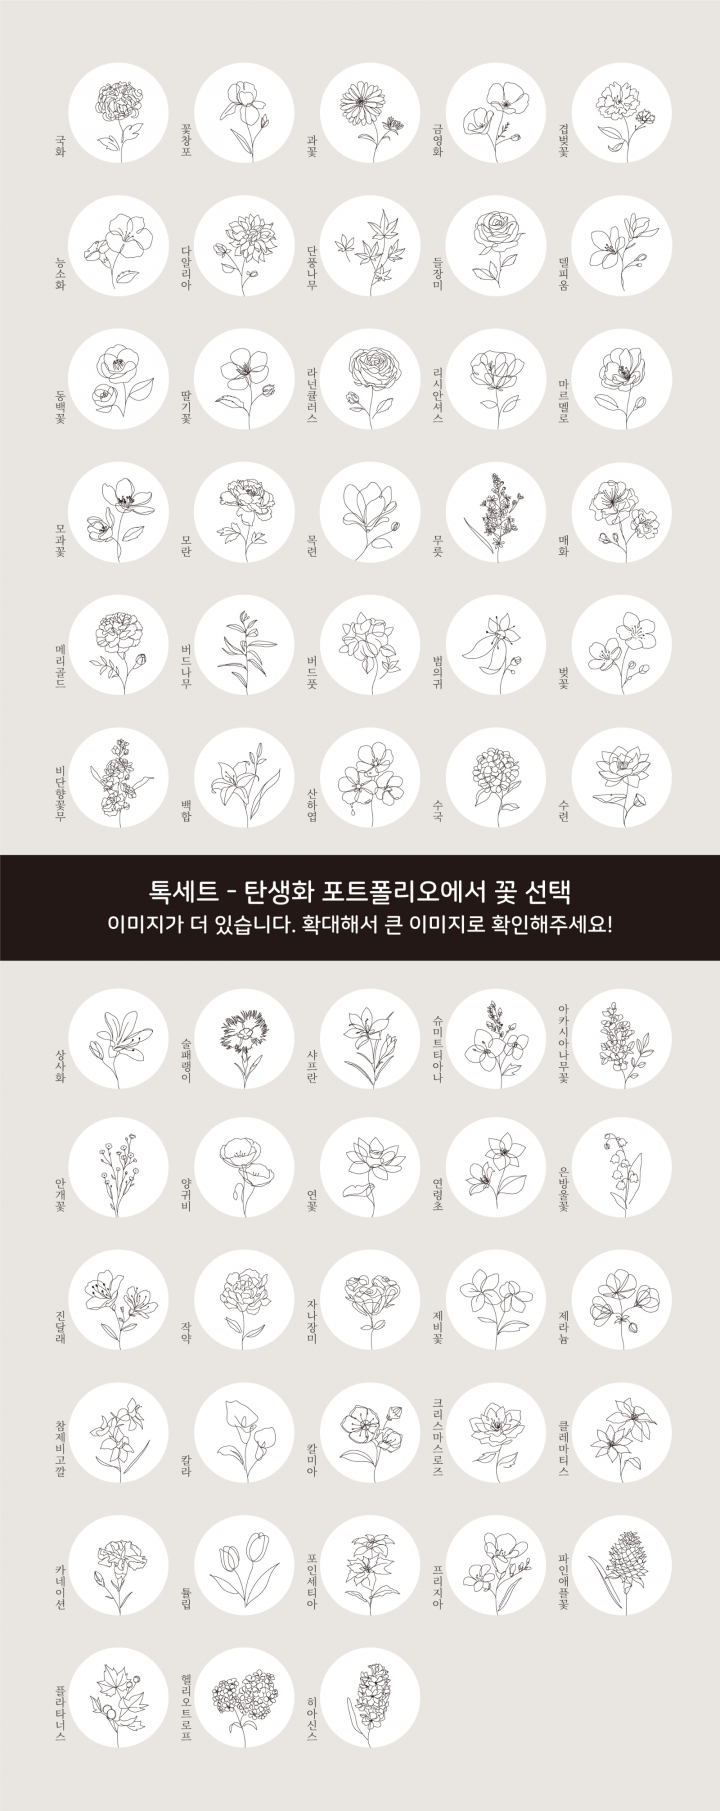 국화
꽃창포
과꽃
금영화
겹벚꽃
능소화
다알리아
단풍나무
들장미
델피움
동백꽃
딸기꽃
라넌큘러스
리시안셔스
마르멜로
모과꽃
모란
목련
무릇
매화
메리골드
버드나무
버드풋
범의귀
벚꽃
비단향꽃무
백합
산하엽
수국
수련
톡세트 - 탄생화 포트폴리오에서 꽃 선택
이미지가 더 있습니다. 확대해서 큰 이미지로 확인해주세요!
상사화
술패랭이
샤프란
슈미트티아나
아카시아나무꽃
안개꽃
양귀비
연꽃
연령초
은방울꽃
진달래
작약
자나장미
제비꽃
제라늄
참제비고깔
칼라
칼미아
크리스마스로즈
클레마티스
카네이션
튤립
포인세티아
프리지아
파인애플꽃
플라타너스
헬리오트로프
히아신스